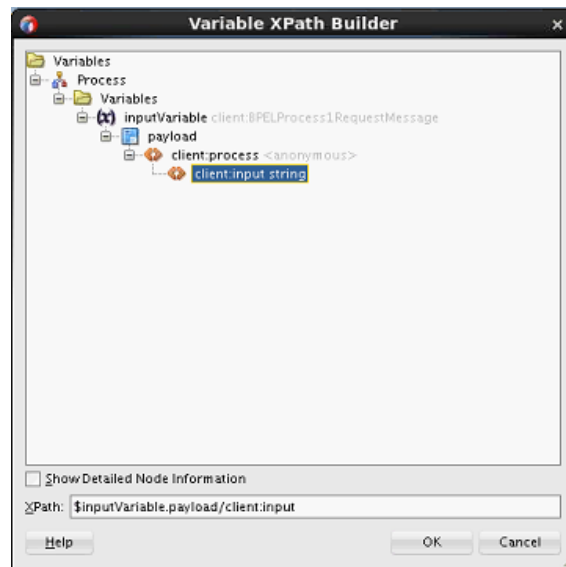 Variable XPath Builder
Variables
Process
Variables
(x) inputVariable client:BPELProcess1RequestMessage
payload
client:process <anonymous>
client:input string
Show Detailed Node Information
XPath: $inputVariable.payload/client:input
Help OK Cancel